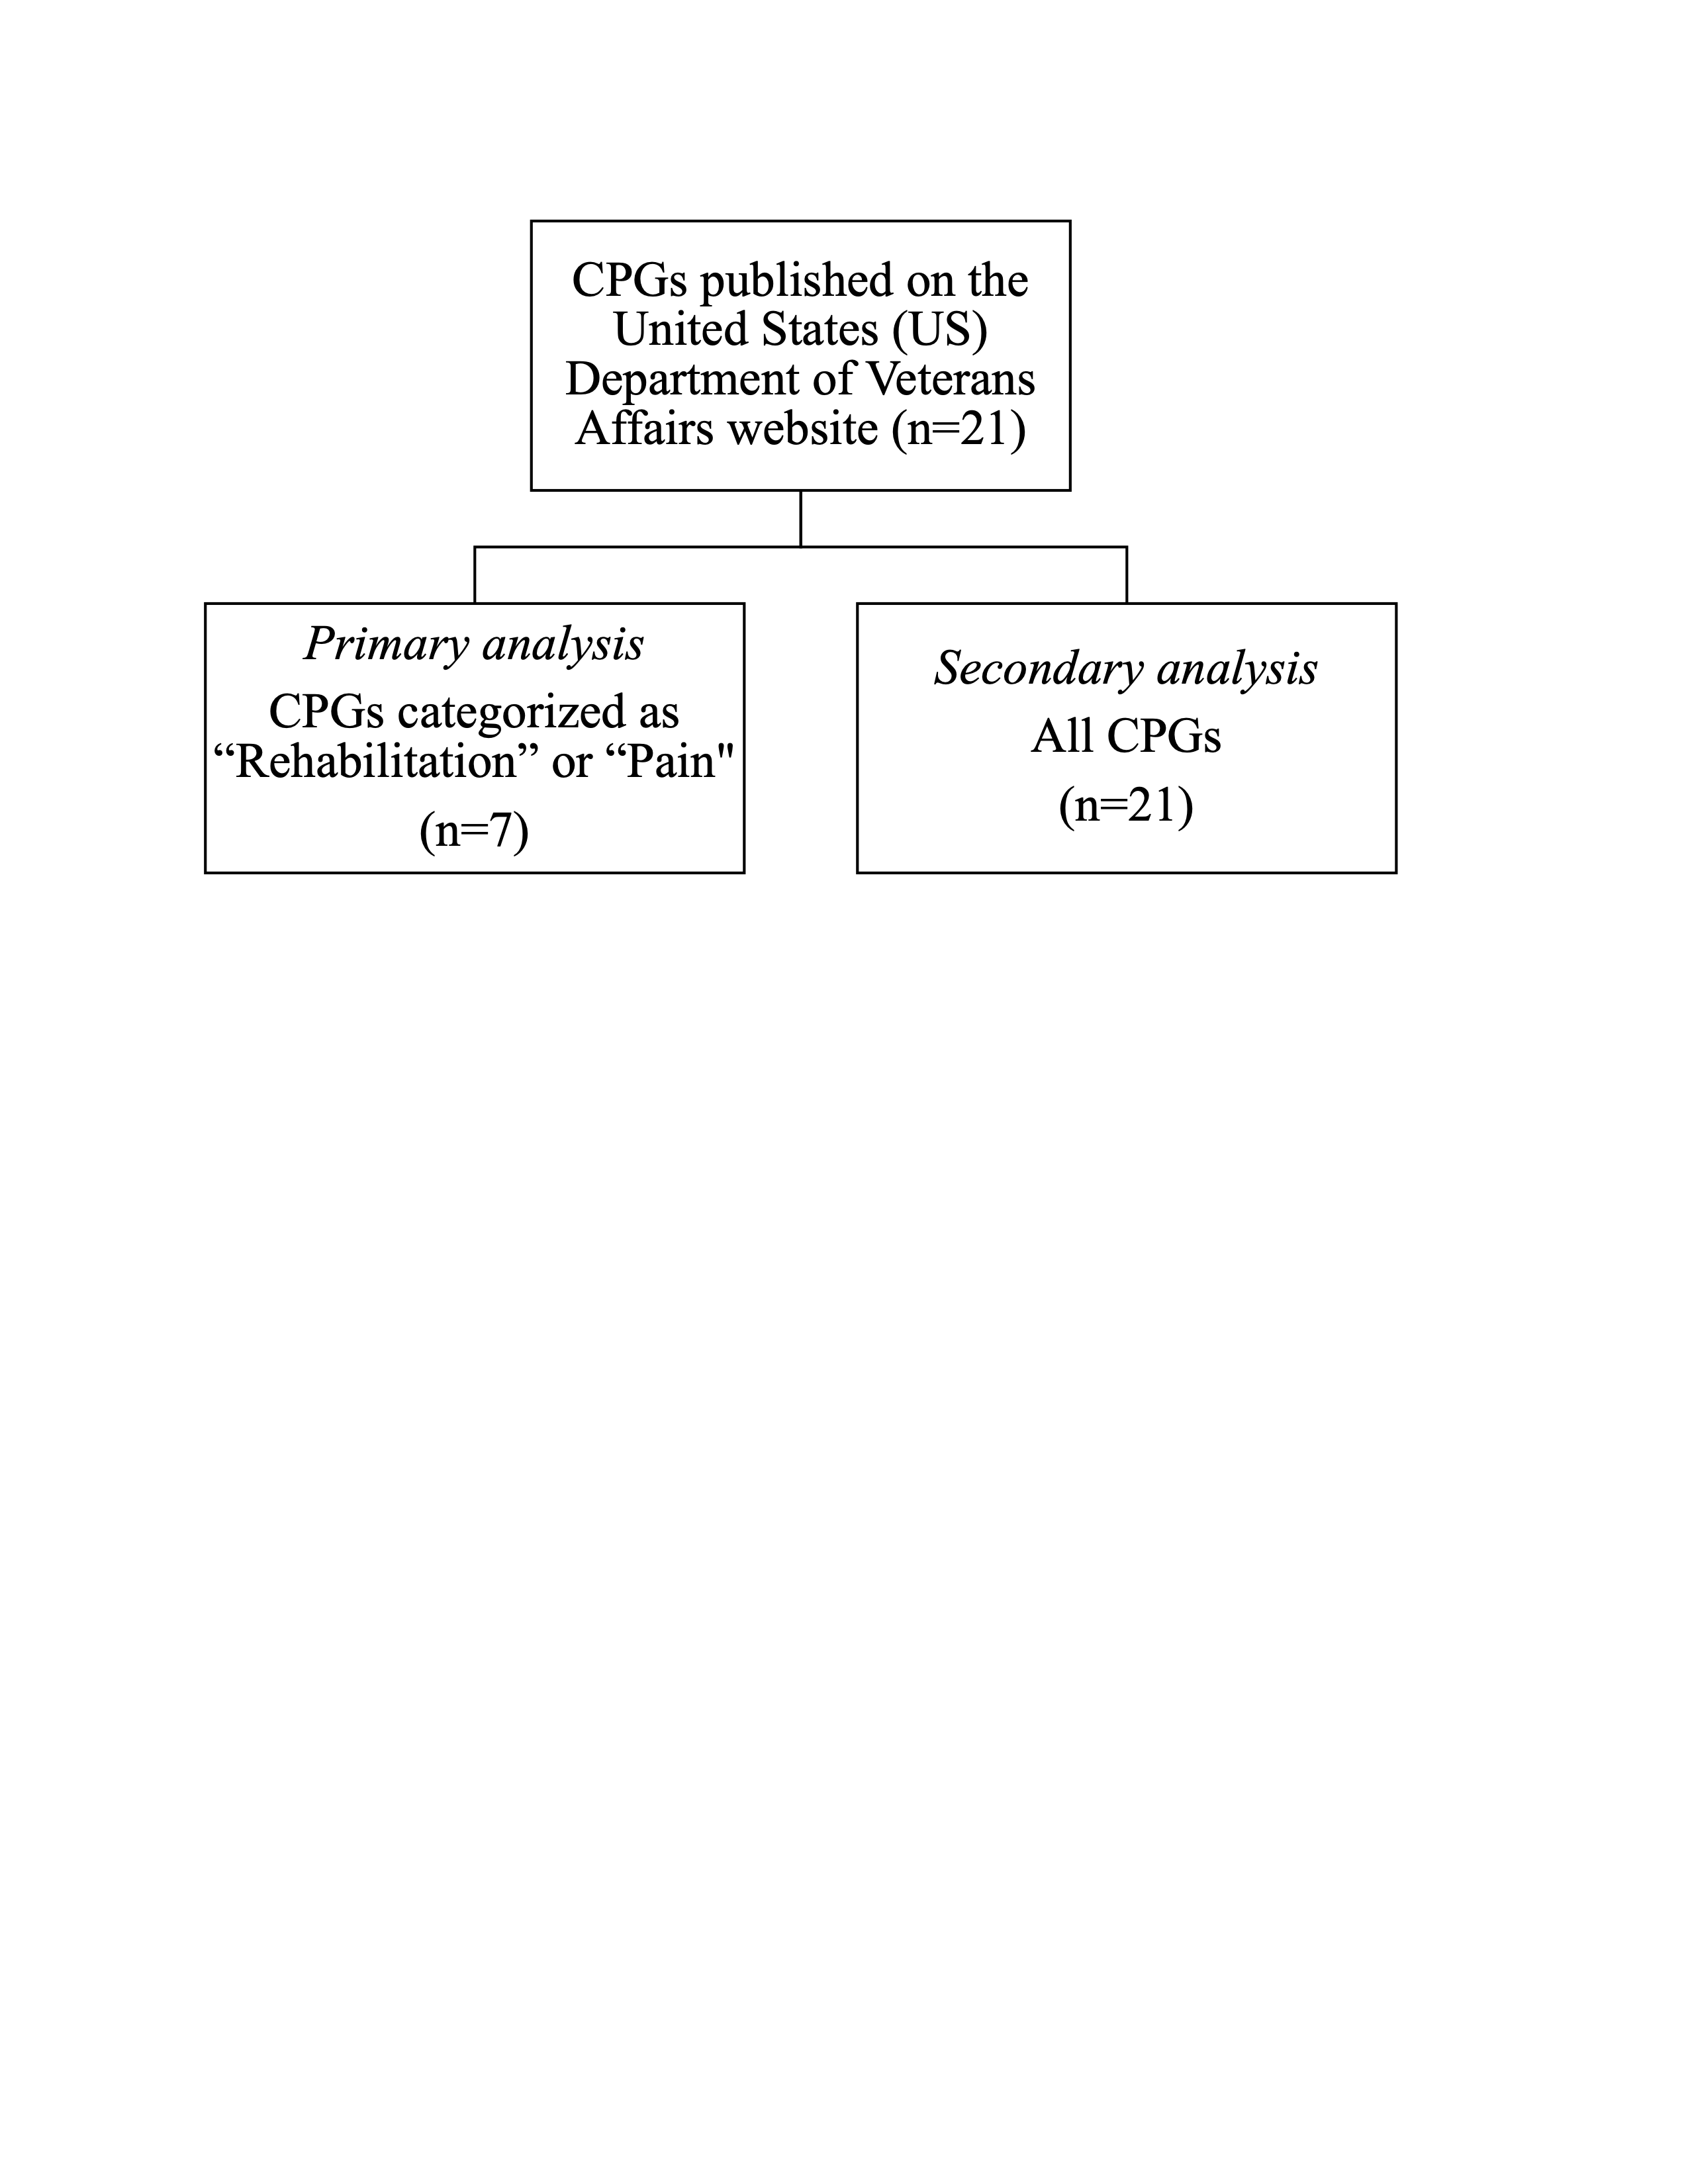 CPGs published on the
United States (US)
Department of Veterans
Affairs website (n=21)
Primary analysis
CPGs categorized as
“Rehabilitation” or “Pain"
(n=7)
Secondary analysis
All CPGs
(n=21)